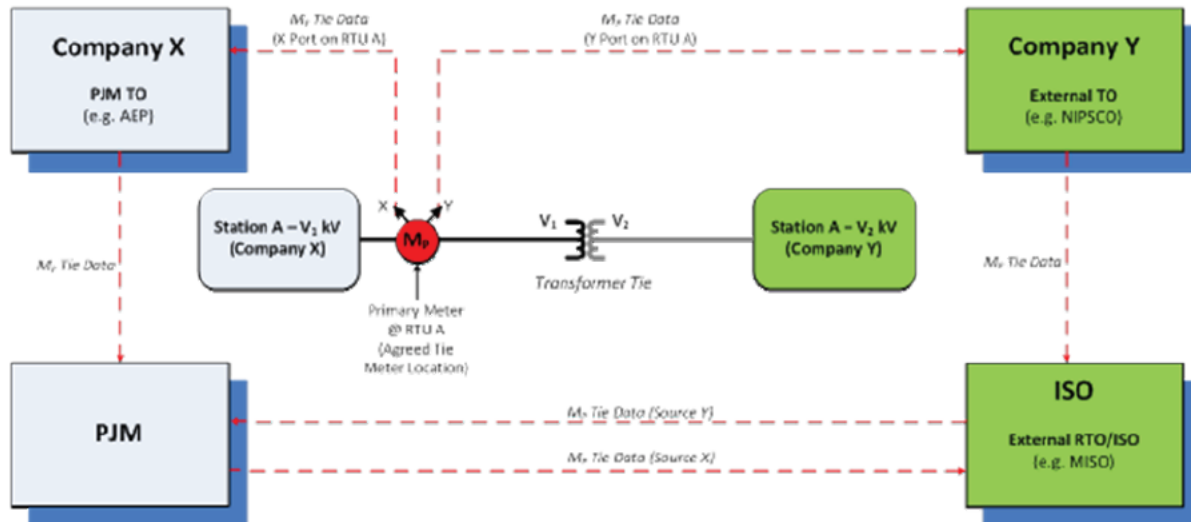 Mₚ Tie Data
(X Port on RTU A)
Mₚ Tie Data
(Y Port on RTU A)
Company X
PJM TO
(e.g. AEP)
Company Y
External TO
(e.g. NIPSCO)
X
Y
Station A – V₁ kV
(Company X)
Mₚ
V₁
V₂
Transformer Tie
Station A – V₂ kV
(Company Y)
Mₚ Tie Data
Mₚ Tie Data
Primary Meter
@ RTU A
(Agreed Tie
Meter Location)
PJM
Mₚ Tie Data (Source Y)
Mₚ Tie Data (Source X)
ISO
External RTO/ISO
(e.g. MISO)